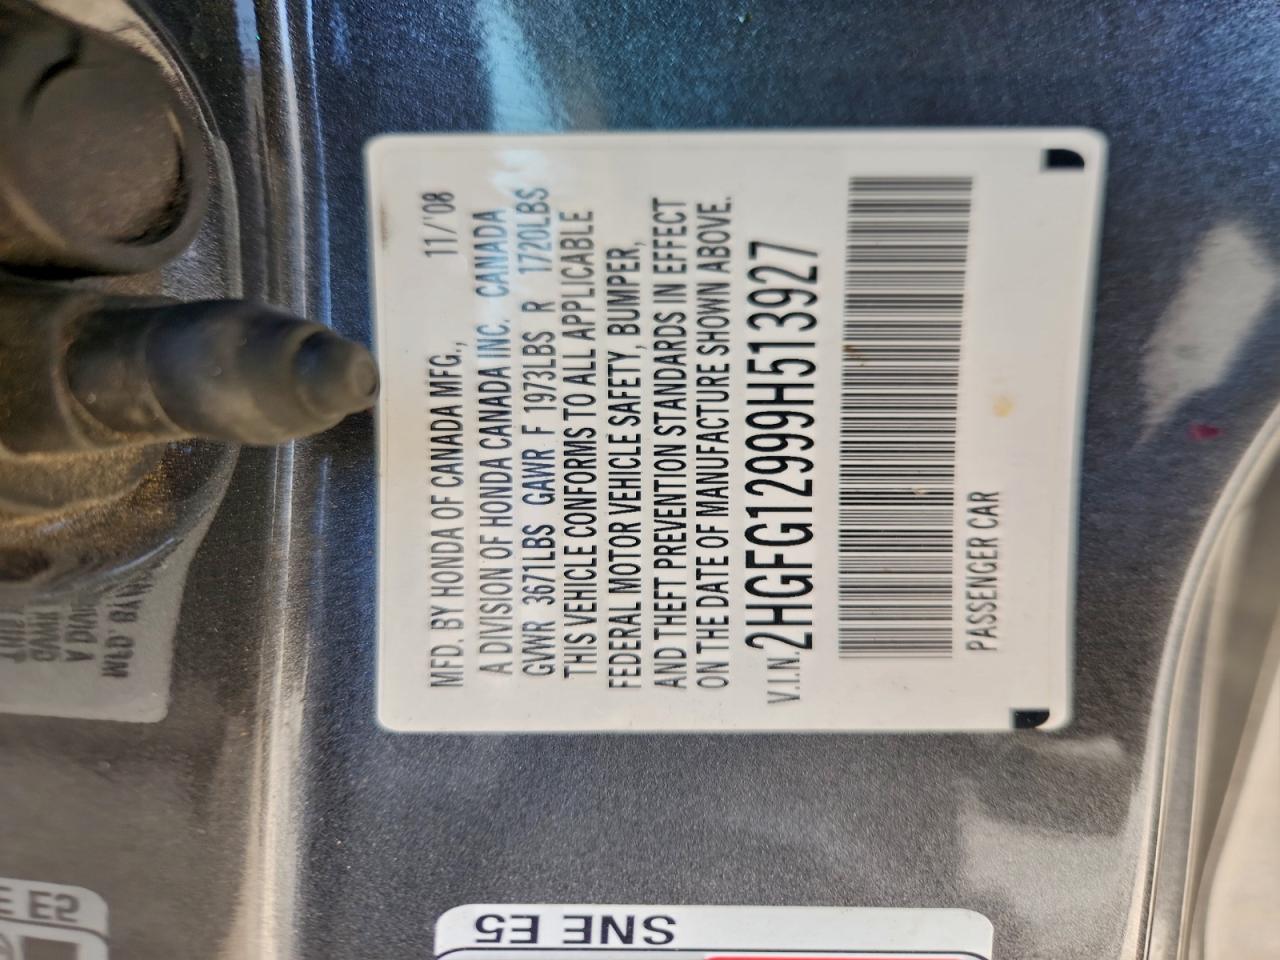 MFD. BY HONDA OF CANADA MFG., 11/'08
A DIVISION OF HONDA CANADA INC. CANADA
GVWR 3671LBS GAWR F 1973LBS R 1720LBS
THIS VEHICLE CONFORMS TO ALL APPLICABLE
FEDERAL MOTOR VEHICLE SAFETY, BUMPER,
AND THEFT PREVENTION STANDARDS IN EFFECT
ON THE DATE OF MANUFACTURE SHOWN ABOVE.
V.I.N. 2HGFG12999H513927
PASSENGER CAR
SNE E5